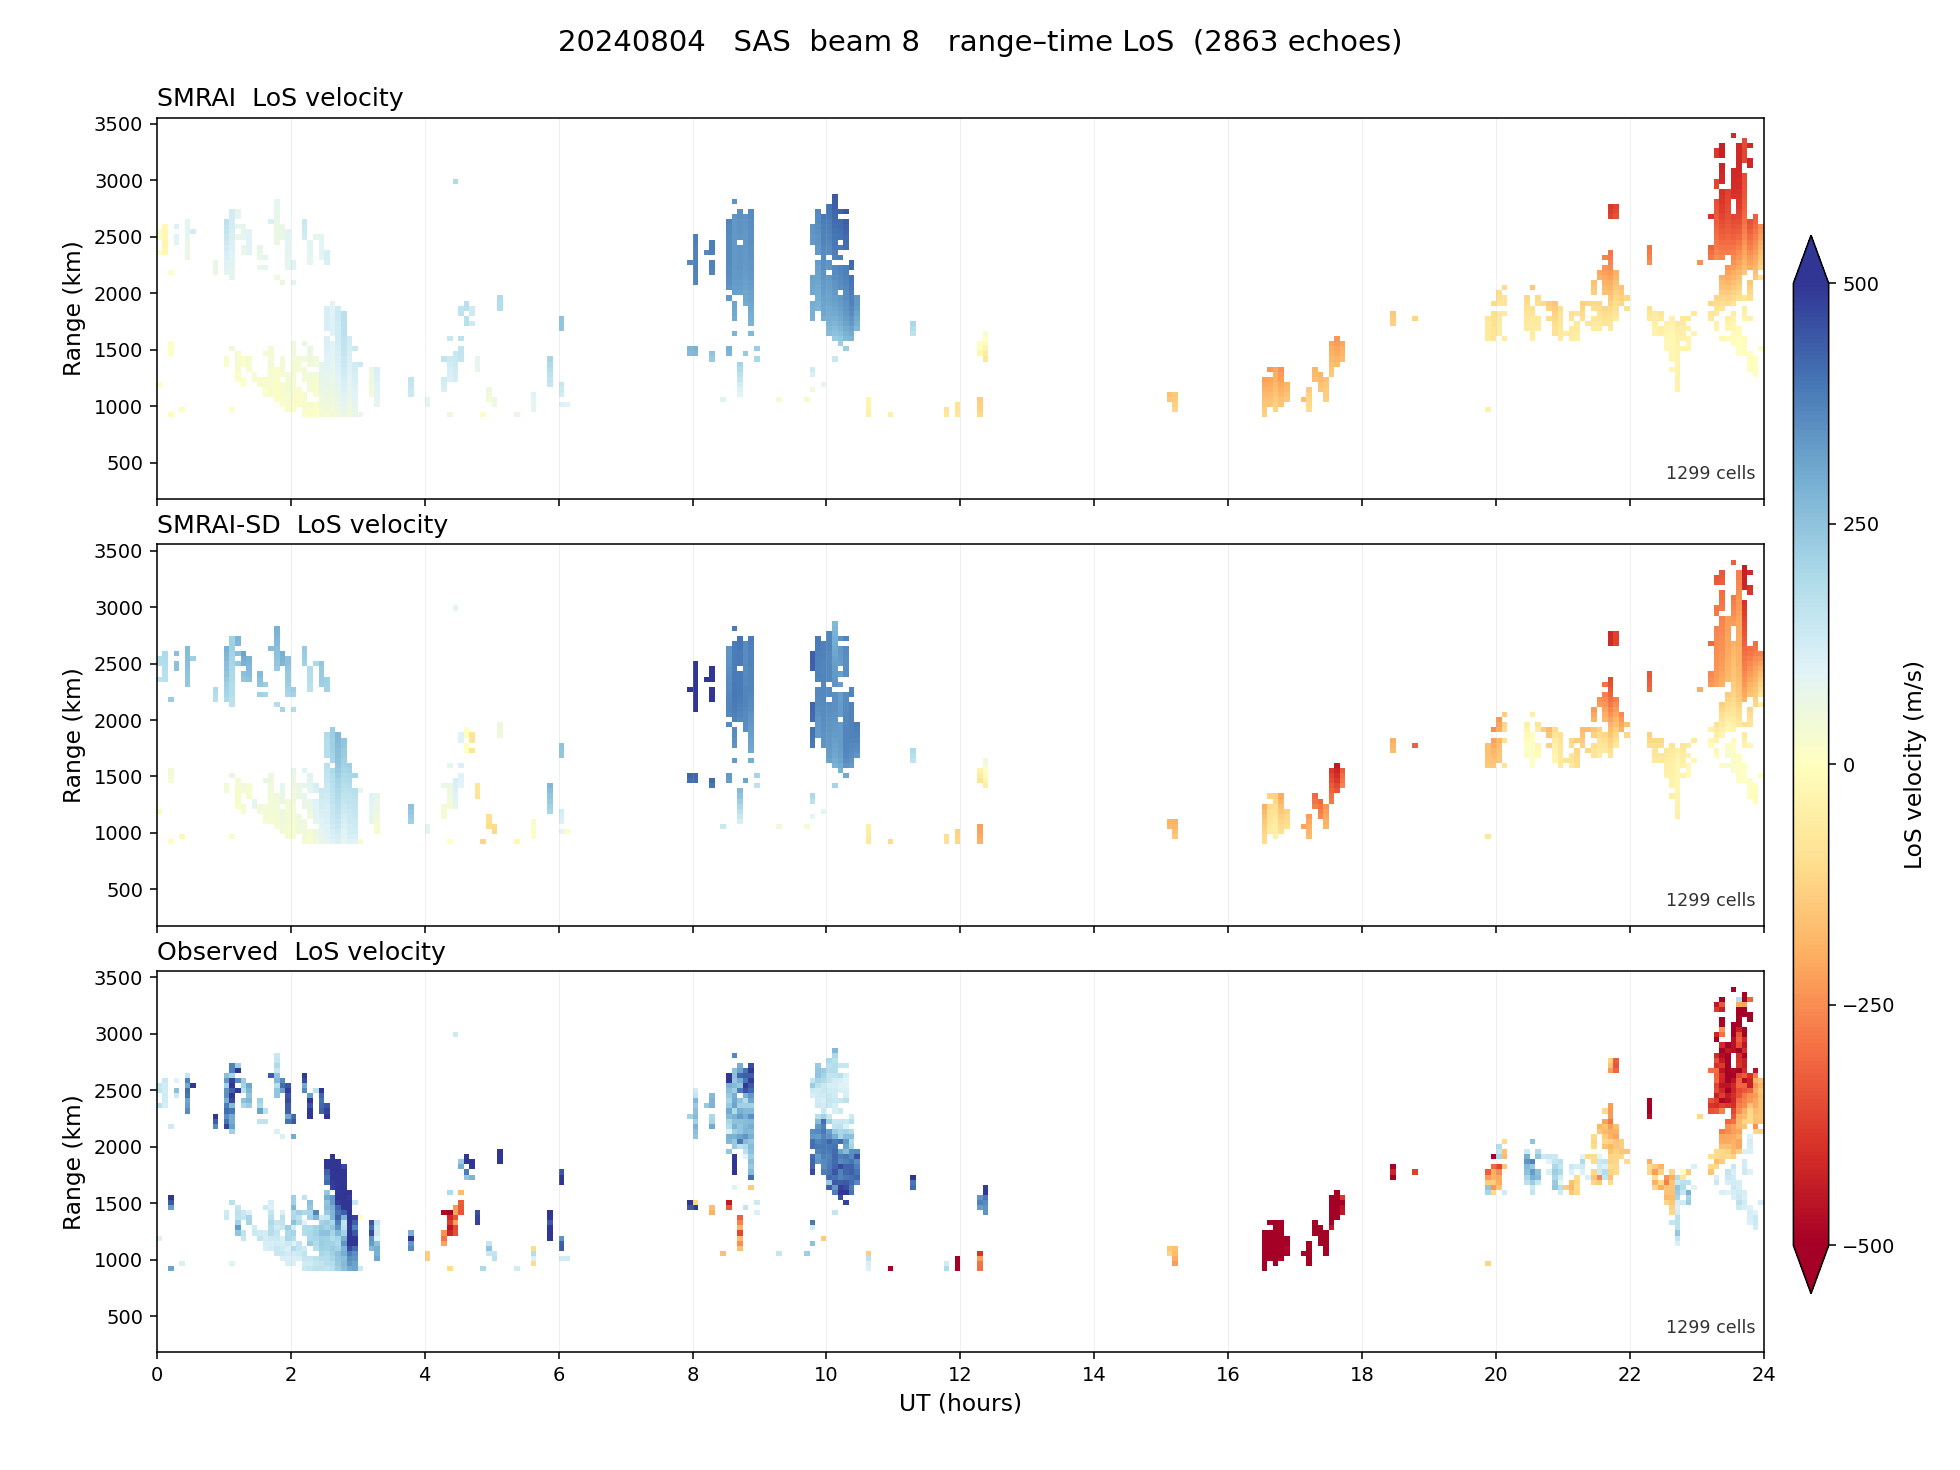 20240804 SAS beam 8 range–time LoS (2863 echoes)
SMRAI LoS velocity
3500
3000
2500
2000
1500
1000
500
Range (km)
1299 cells
SMRAI-SD LoS velocity
3500
3000
2500
2000
1500
1000
500
Range (km)
1299 cells
Observed LoS velocity
3500
3000
2500
2000
1500
1000
500
Range (km)
1299 cells
0 2 4 6 8 10 12 14 16 18 20 22 24
UT (hours)
500
250
0
−250
−500
LoS velocity (m/s)